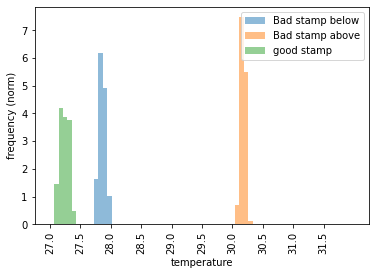 Bad stamp below
Bad stamp above
good stamp
frequency (norm)
7
6
5
4
3
2
1
0
27.0 27.5 28.0 28.5 29.0 29.5 30.0 30.5 31.0 31.5
temperature